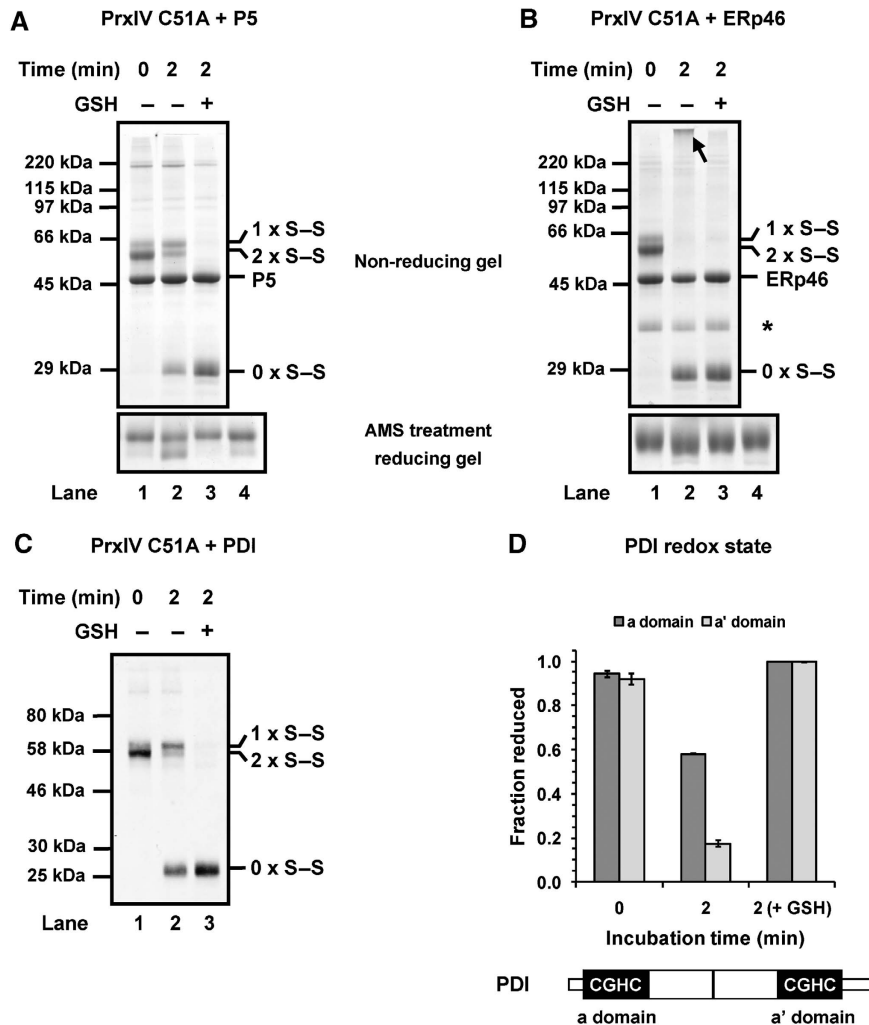 A PrxIV C51A + P5
Time (min) 0 2 2
GSH – – +
220 kDa
115 kDa
97 kDa
66 kDa
45 kDa
29 kDa
1 x S–S
2 x S–S
P5
0 x S–S
Non-reducing gel
AMS treatment
reducing gel
Lane 1 2 3 4
B PrxIV C51A + ERp46
Time (min) 0 2 2
GSH – – +
220 kDa
115 kDa
97 kDa
66 kDa
45 kDa
29 kDa
1 x S–S
2 x S–S
ERp46
*
0 x S–S
Lane 1 2 3 4
C PrxIV C51A + PDI
Time (min) 0 2 2
GSH – – +
80 kDa
58 kDa
46 kDa
30 kDa
25 kDa
1 x S–S
2 x S–S
0 x S–S
Lane 1 2 3
D PDI redox state
a domain a' domain
Fraction reduced
1.0
0.8
0.6
0.4
0.2
0.0
0 2 2 (+ GSH)
Incubation time (min)
PDI CGHC CGHC
a domain a' domain